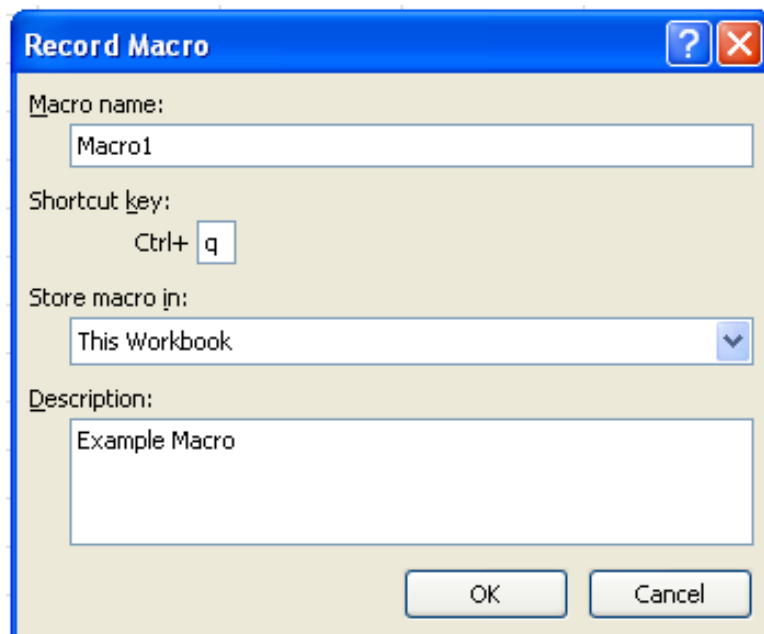 Record Macro
Macro name:
Macro1
Shortcut key:
Ctrl+ q
Store macro in:
This Workbook
Description:
Example Macro
OK Cancel